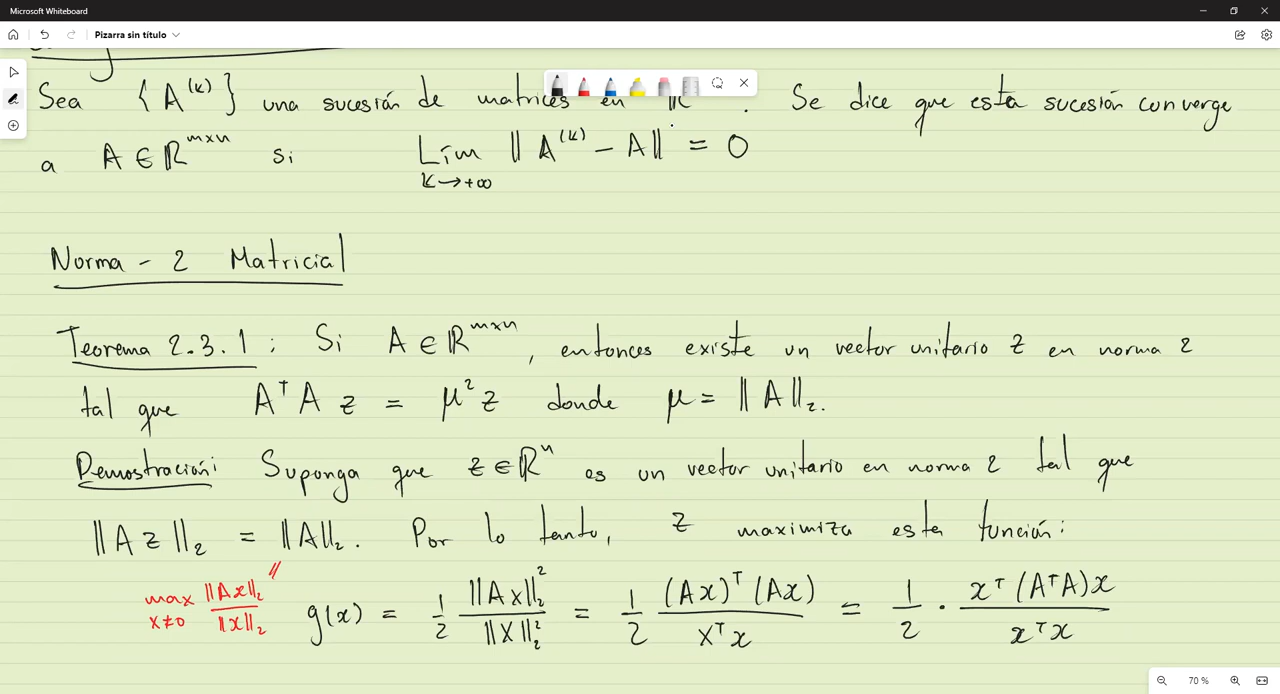 Microsoft Whiteboard
Pizarra sin título
Sea {A^(k)} una sucesión de matrices en ℝ . Se dice que esta sucesión converge
a A ∈ ℝ^{m×n} si Lím_{k→+∞} ‖A^(k) − A‖ = 0
Norma - 2 Matricial
Teorema 2.3.1 : Si A ∈ ℝ^{m×n}, entonces existe un vector unitario z en norma 2
tal que A^T A z = μ² z donde μ = ‖A‖₂.
Demostración: Suponga que z ∈ ℝ^n es un vector unitario en norma 2 tal que
‖Az‖₂ = ‖A‖₂. Por lo tanto, z maximiza esta función:
max_{x≠0} ‖Ax‖₂ / ‖x‖₂ // g(x) = 1/2 ‖Ax‖₂² / ‖x‖₂² = 1/2 (Ax)^T (Ax) / x^T x = 1/2 · x^T (A^T A) x / x^T x
70 %